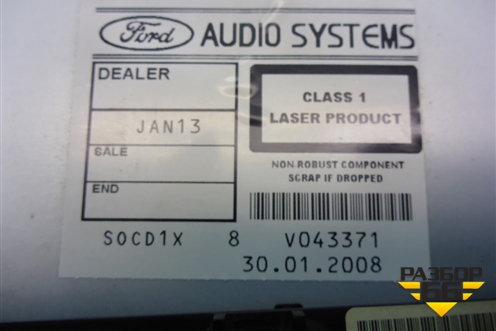 Ford AUDIO SYSTEMS
DEALER
JAN13
SALE
END
CLASS 1
LASER PRODUCT
NON-ROBUST COMPONENT
SCRAP IF DROPPED
SOCD1X 8 V043371
30.01.2008
РАЗБОР
66